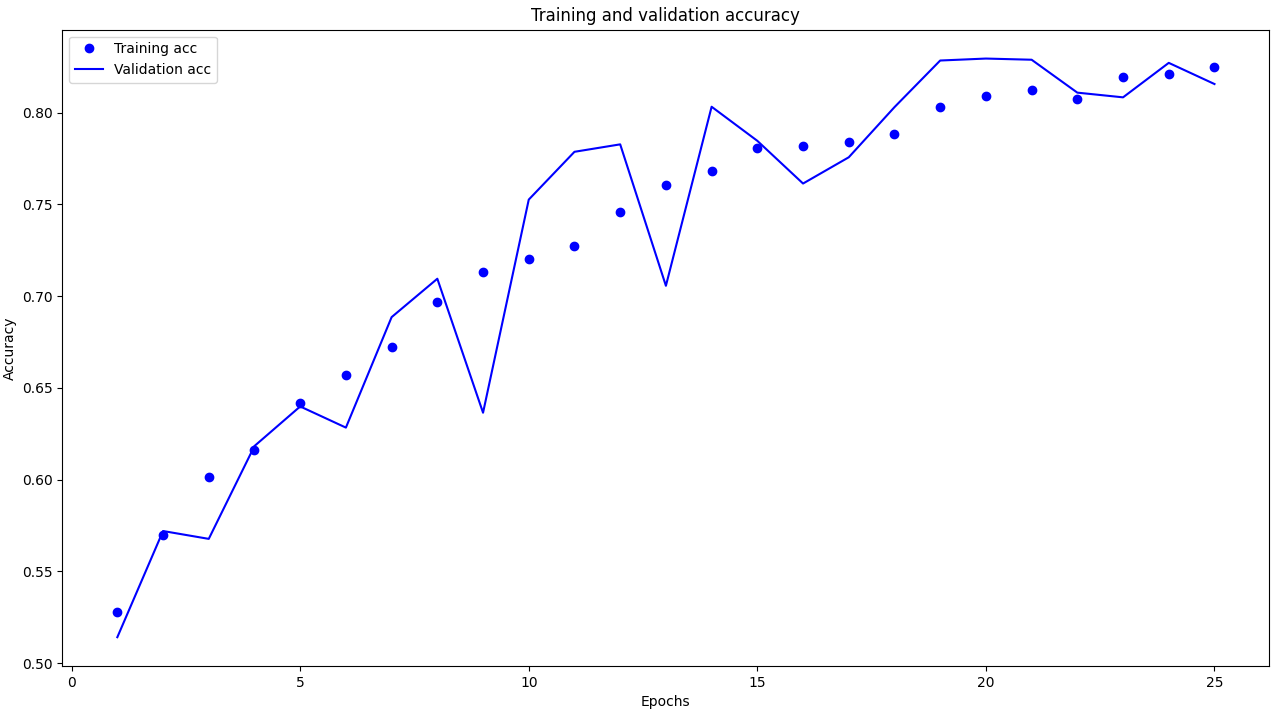 Training and validation accuracy
Training acc
Validation acc
Accuracy
0.80
0.75
0.70
0.65
0.60
0.55
0.50
0 5 10 15 20 25
Epochs